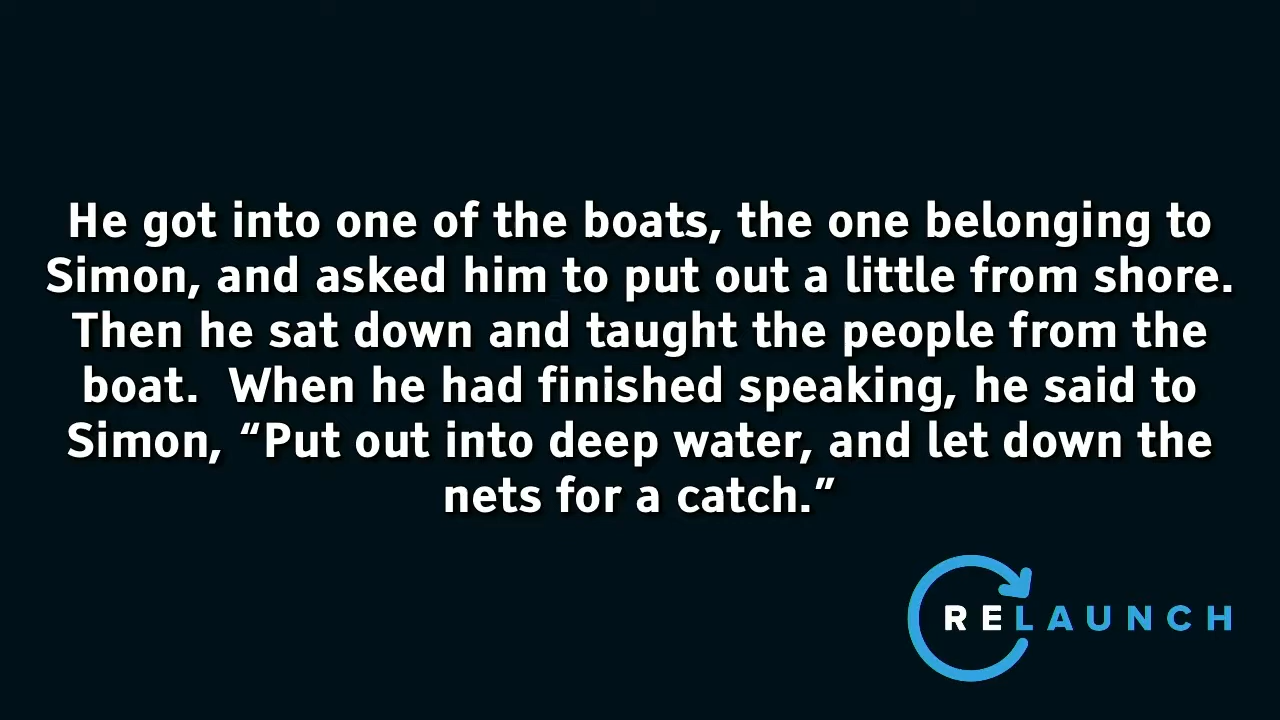 He got into one of the boats, the one belonging to
Simon, and asked him to put out a little from shore.
Then he sat down and taught the people from the
boat.  When he had finished speaking, he said to
Simon, “Put out into deep water, and let down the
nets for a catch.”
RELAUNCH